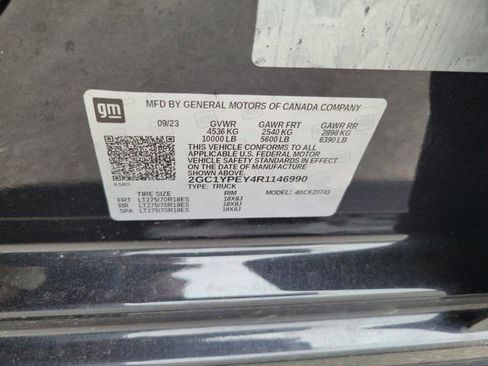 gm
MFD BY GENERAL MOTORS OF CANADA COMPANY
09/23 GVWR GAWR FRT GAWR RR
4536 KG 2540 KG 2898 KG
10000 LB 5600 LB 6390 LB
THIS VEHICLE CONFORMS TO ALL
APPLICABLE U.S. FEDERAL MOTOR
VEHICLE SAFETY STANDARDS IN
EFFECT ON THE DATE OF MANUFACTURE
SHOWN ABOVE.
2GC1YPEY4R1146990
TYPE: TRUCK
TIRE SIZE RIM MODEL:
FRT LT275/70R18ES 18X8J
RR LT275/70R18ES 18X8J
SPA LT275/70R18ES 18X8J